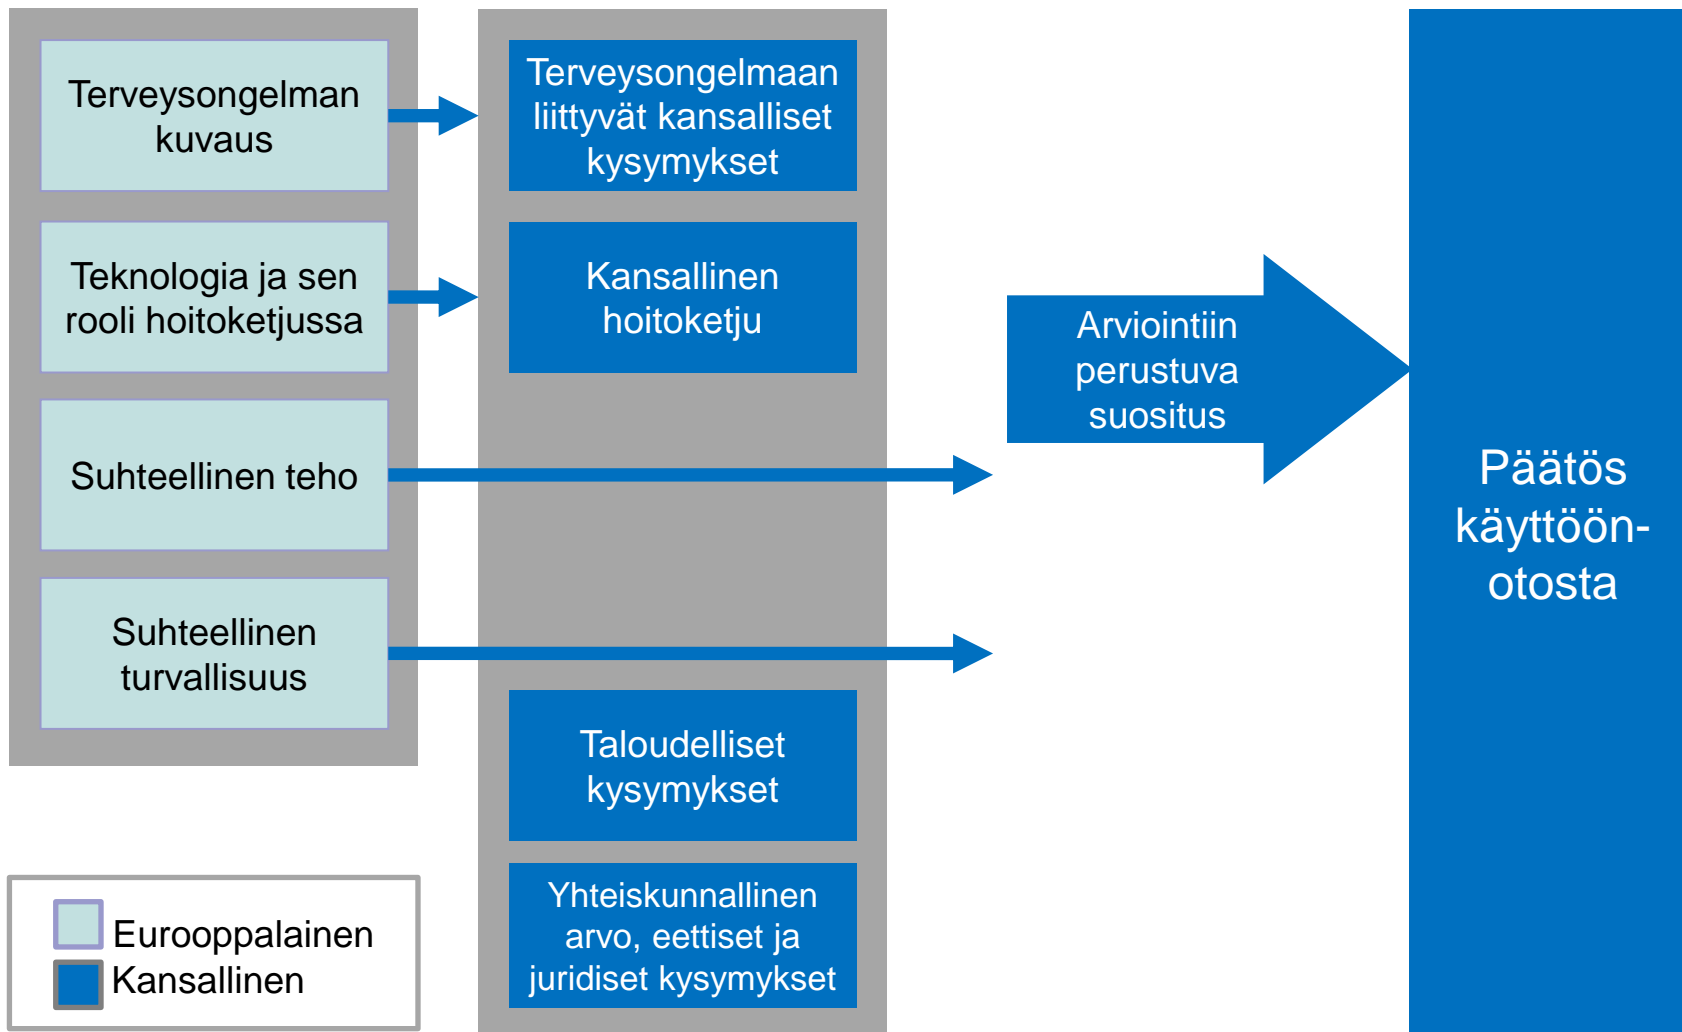 Terveysongelman
kuvaus
Teknologia ja sen
rooli hoitoketjussa
Suhteellinen teho
Suhteellinen
turvallisuus
Terveysongelmaan
liittyvät kansalliset
kysymykset
Kansallinen
hoitoketju
Taloudelliset
kysymykset
Yhteiskunnallinen
arvo, eettiset ja
juridiset kysymykset
Arviointiin
perustuva
suositus
Päätös
käyttöön-
otosta
Eurooppalainen
Kansallinen